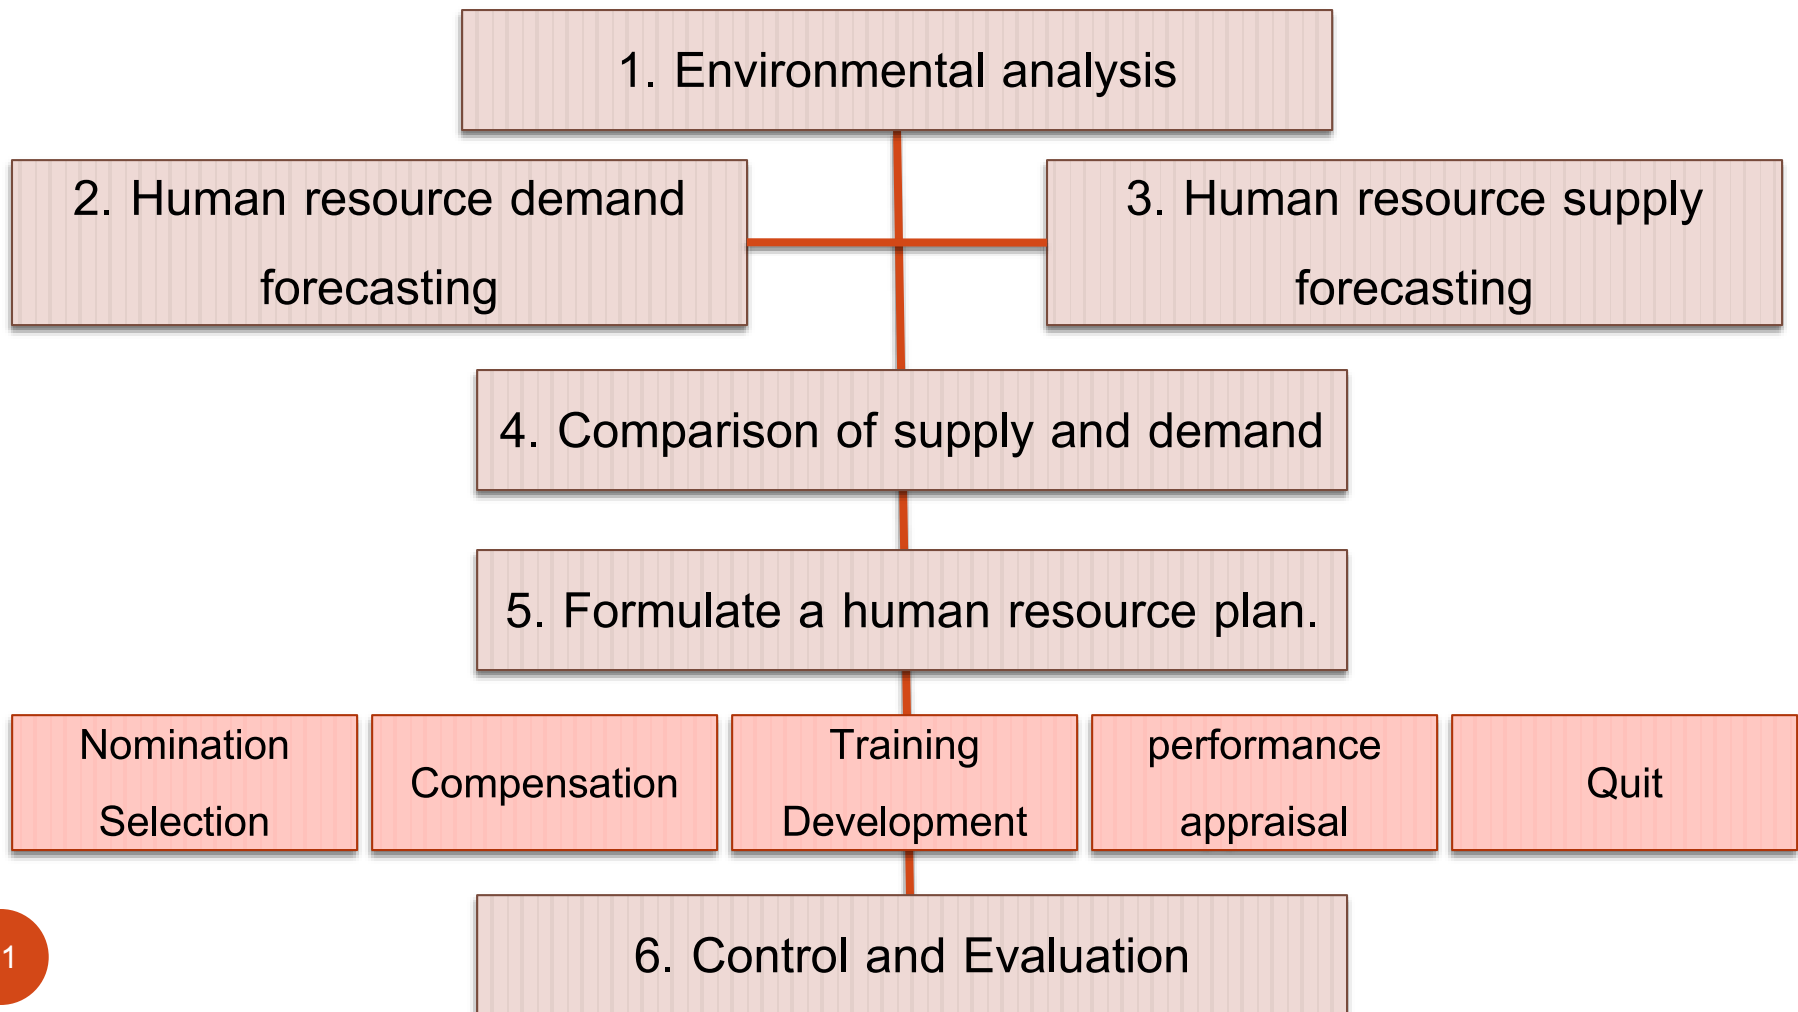 1. Environmental analysis
2. Human resource demand
forecasting
3. Human resource supply
forecasting
4. Comparison of supply and demand
5. Formulate a human resource plan.
Nomination
Selection
Compensation
Training
Development
performance
appraisal
Quit
6. Control and Evaluation
1